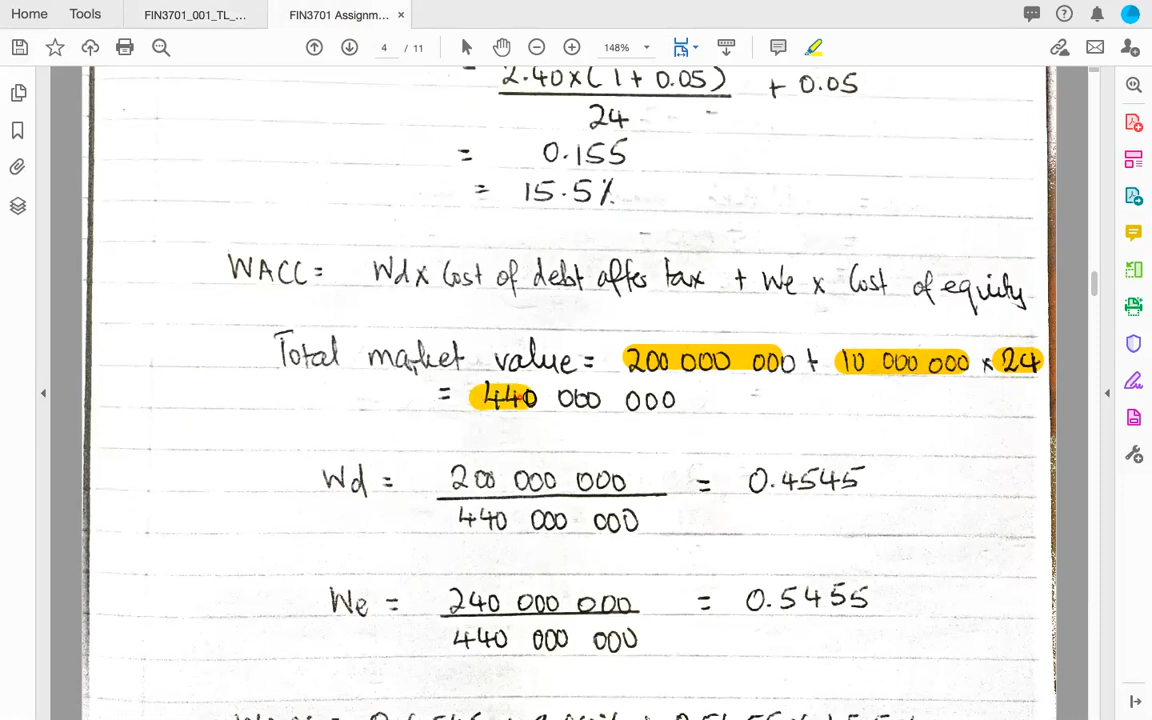 Home Tools FIN3701_001_TL_... FIN3701 Assignm... ×
4 / 11 148%
= 2.40x(1+0.05) + 0.05
24
= 0.155
= 15.5%
WACC = Wd x Cost of debt after tax + We x Cost of equity
Total market value = 200 000 000 + 10 000 000 x 24
= 440 000 000
Wd = 200 000 000 = 0.4545
440 000 000
We = 240 000 000 = 0.5455
440 000 000